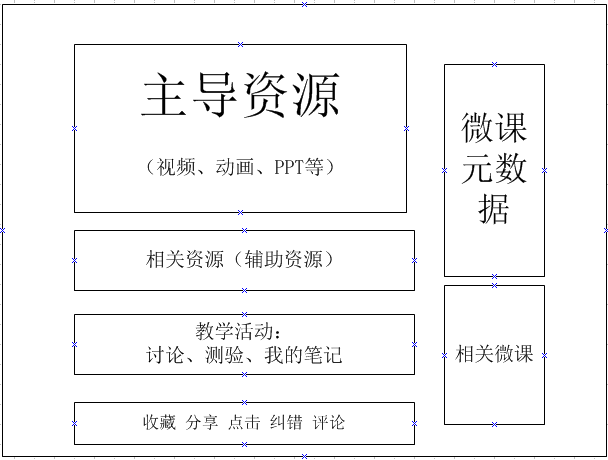 主导资源
（视频、动画、PPT等）
相关资源（辅助资源）
教学活动：
讨论、测验、我的笔记
收藏 分享 点击 纠错 评论
微课
元数
据
相关微课